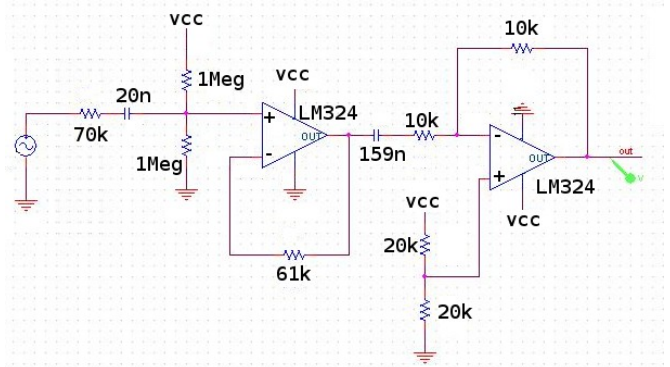 vcc
10k
1Meg
vcc
20n
LM324
70k
+
-
OUT
10k
159n
1Meg
-
+
OUT
out
v
LM324
vcc
vcc
61k
20k
20k